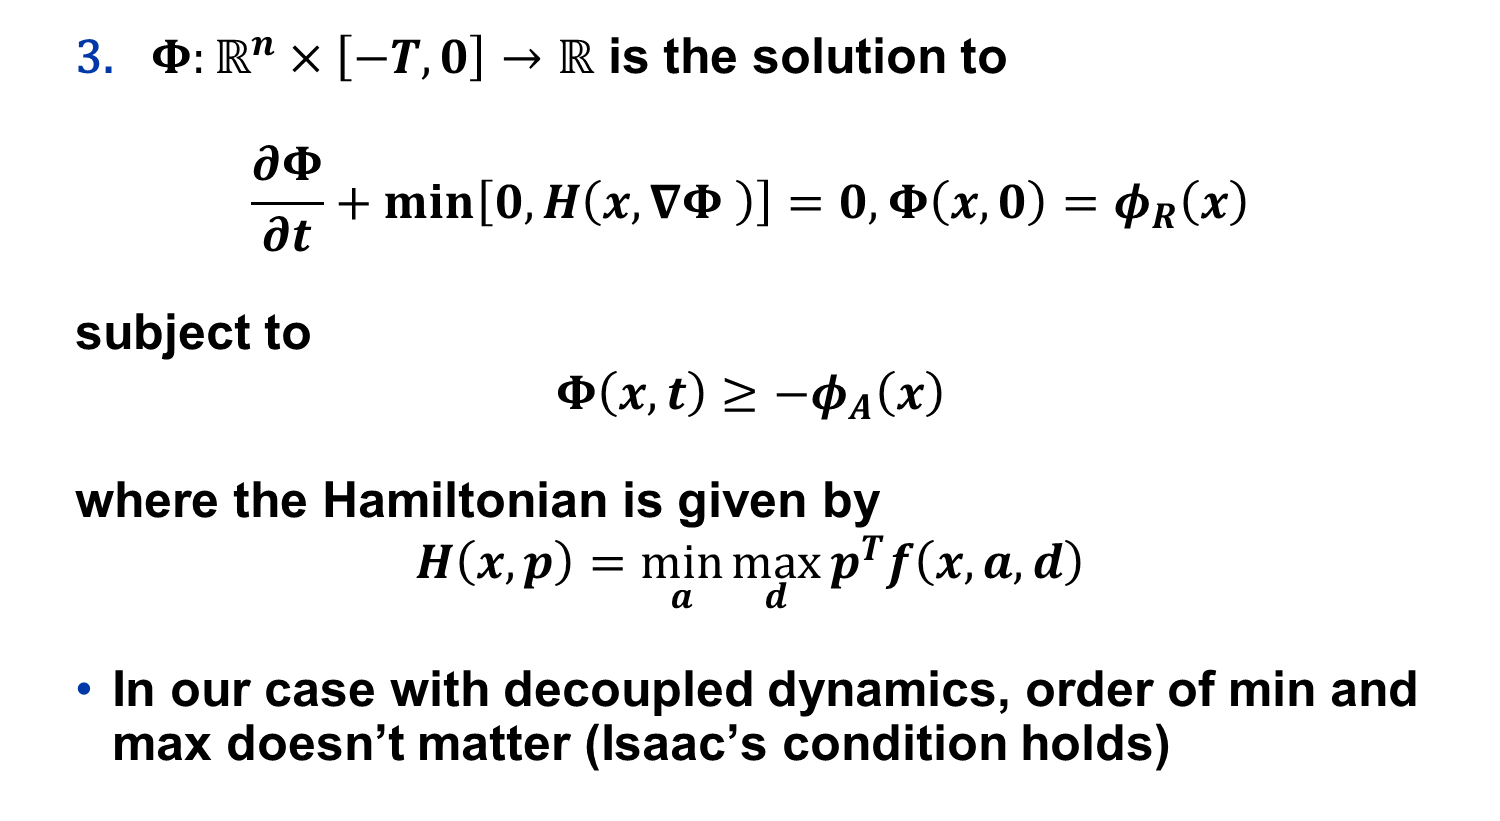 3. Φ: ℝⁿ × [−T, 0] → ℝ is the solution to
∂Φ/∂t + min[0, H(x, ∇Φ )] = 0, Φ(x, 0) = ϕ_R(x)
subject to
Φ(x, t) ≥ −ϕ_A(x)
where the Hamiltonian is given by
H(x, p) = min_a max_d pᵀf(x, a, d)
• In our case with decoupled dynamics, order of min and
max doesn’t matter (Isaac’s condition holds)